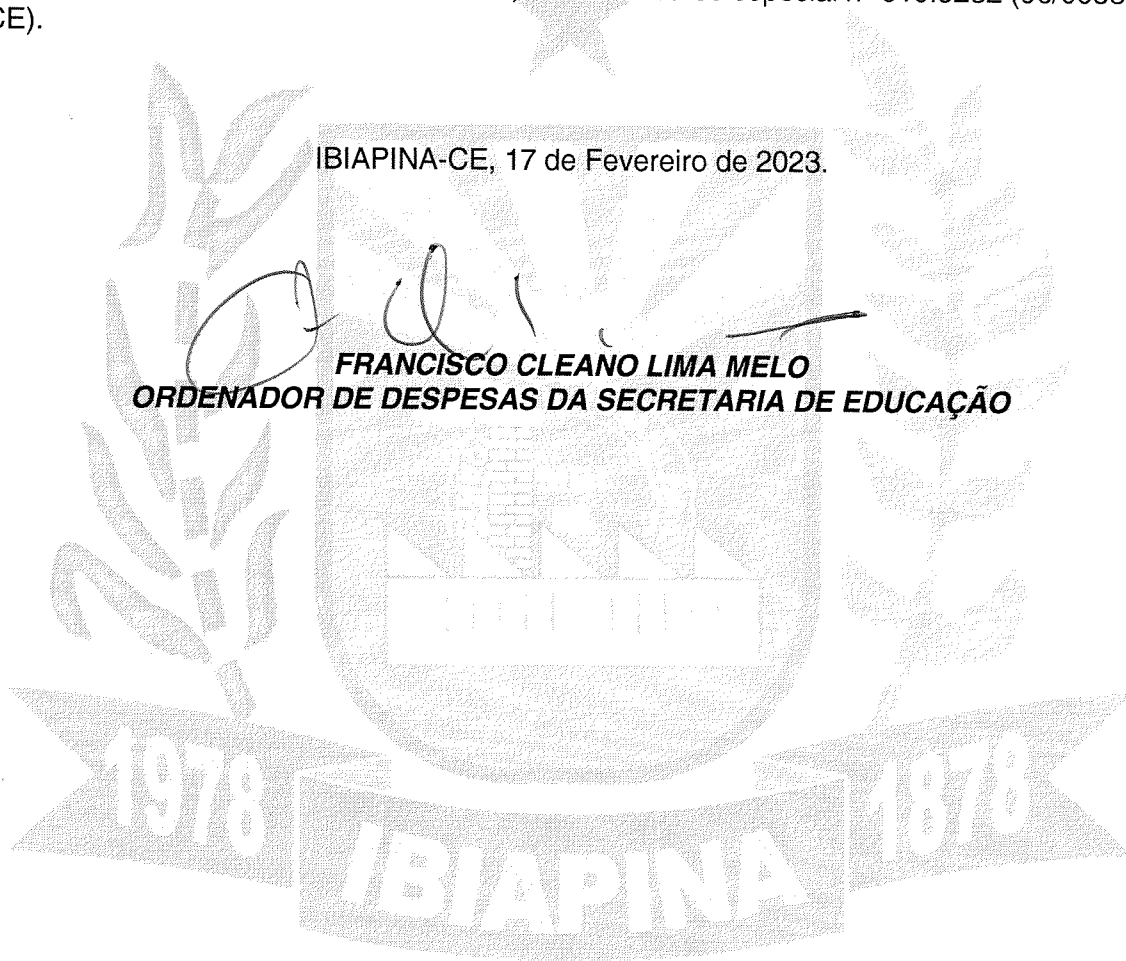 CE).
IBIAPINA-CE, 17 de Fevereiro de 2023.
FRANCISCO CLEANO LIMA MELO
ORDENADOR DE DESPESAS DA SECRETARIA DE EDUCAÇÃO
1978
IBIAPINA
1878